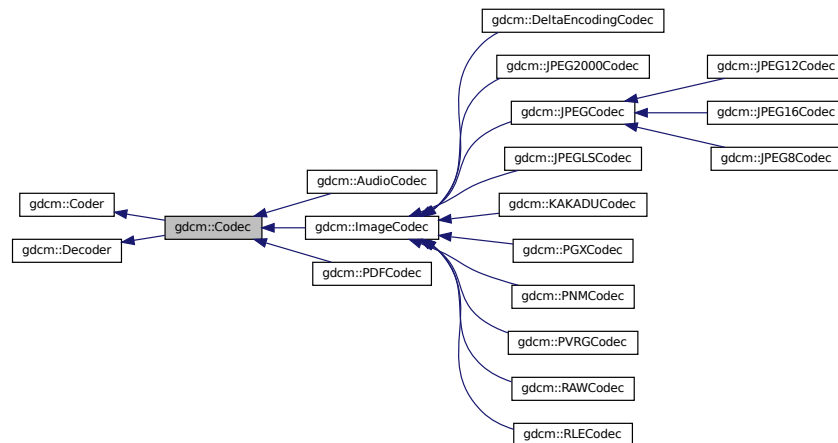 gdcm::DeltaEncodingCodec
gdcm::JPEG2000Codec
gdcm::JPEG12Codec
gdcm::JPEGCodec
gdcm::JPEG16Codec
gdcm::JPEGLSCodec
gdcm::JPEG8Codec
gdcm::AudioCodec
gdcm::Coder
gdcm::KAKADUCodec
gdcm::Codec
gdcm::ImageCodec
gdcm::Decoder
gdcm::PGXCodec
gdcm::PDFCodec
gdcm::PNMCodec
gdcm::PVRGCodec
gdcm::RAWCodec
gdcm::RLECodec